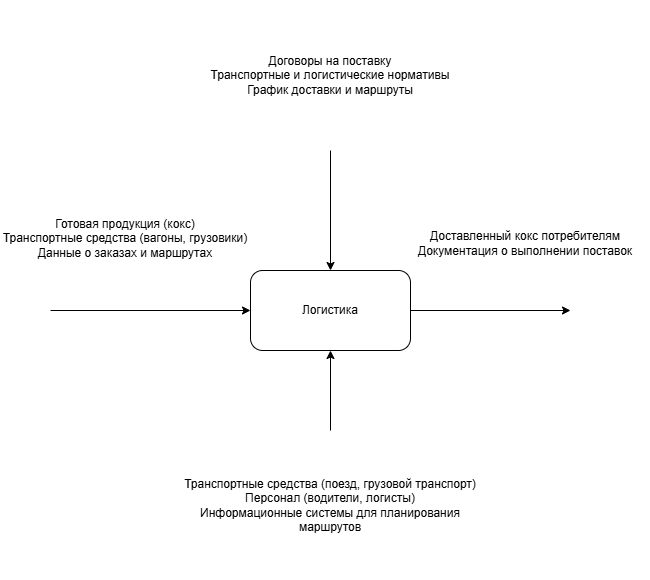 Договоры на поставку
Транспортные и логистические нормативы
График доставки и маршруты
Готовая продукция (кокс)
Транспортные средства (вагоны, грузовики)
Данные о заказах и маршрутах
Доставленный кокс потребителям
Документация о выполнении поставок
Логистика
Транспортные средства (поезд, грузовой транспорт)
Персонал (водители, логисты)
Информационные системы для планирования
маршрутов